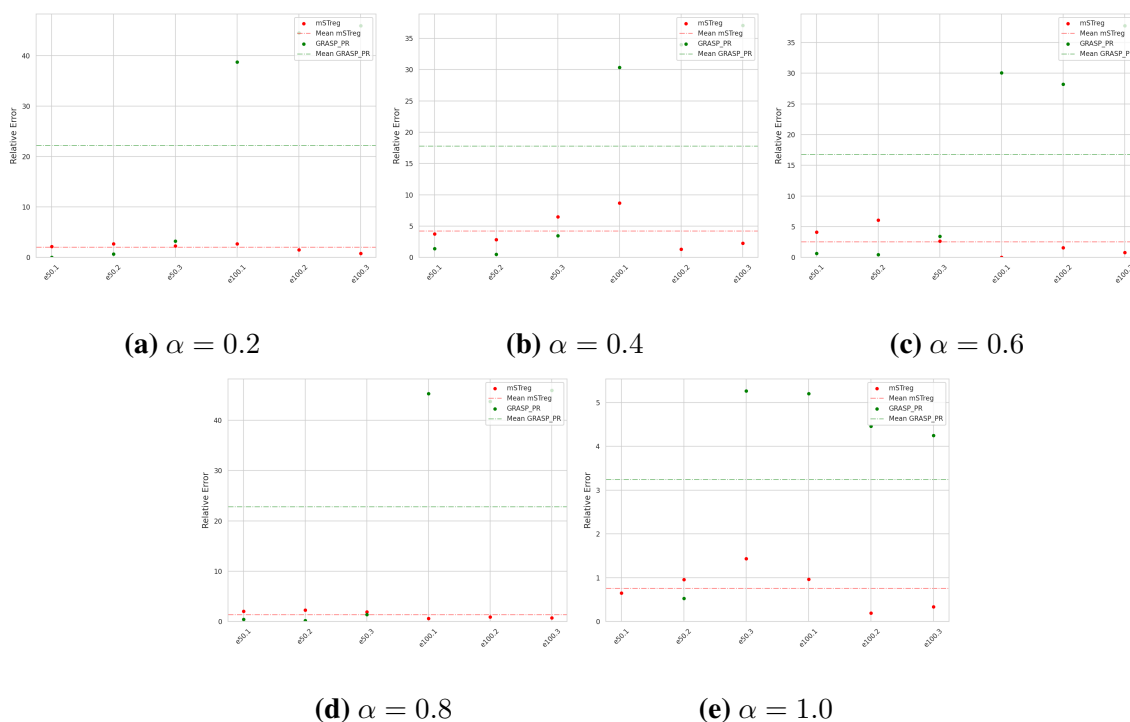 mSTreg
Mean mSTreg
GRASP_PR
Mean GRASP_PR
40
30
20
10
0
Relative Error
e50.1 e50.2 e50.3 e100.1 e100.2 e100.3
(a) α = 0.2
mSTreg
Mean mSTreg
GRASP_PR
Mean GRASP_PR
35
30
25
20
15
10
5
0
Relative Error
e50.1 e50.2 e50.3 e100.1 e100.2 e100.3
(b) α = 0.4
mSTreg
Mean mSTreg
GRASP_PR
Mean GRASP_PR
35
30
25
20
15
10
5
0
Relative Error
e50.1 e50.2 e50.3 e100.1 e100.2 e100.3
(c) α = 0.6
mSTreg
Mean mSTreg
GRASP_PR
Mean GRASP_PR
40
30
20
10
0
Relative Error
e50.1 e50.2 e50.3 e100.1 e100.2 e100.3
(d) α = 0.8
mSTreg
Mean mSTreg
GRASP_PR
Mean GRASP_PR
5
4
3
2
1
0
Relative Error
e50.1 e50.2 e50.3 e100.1 e100.2 e100.3
(e) α = 1.0